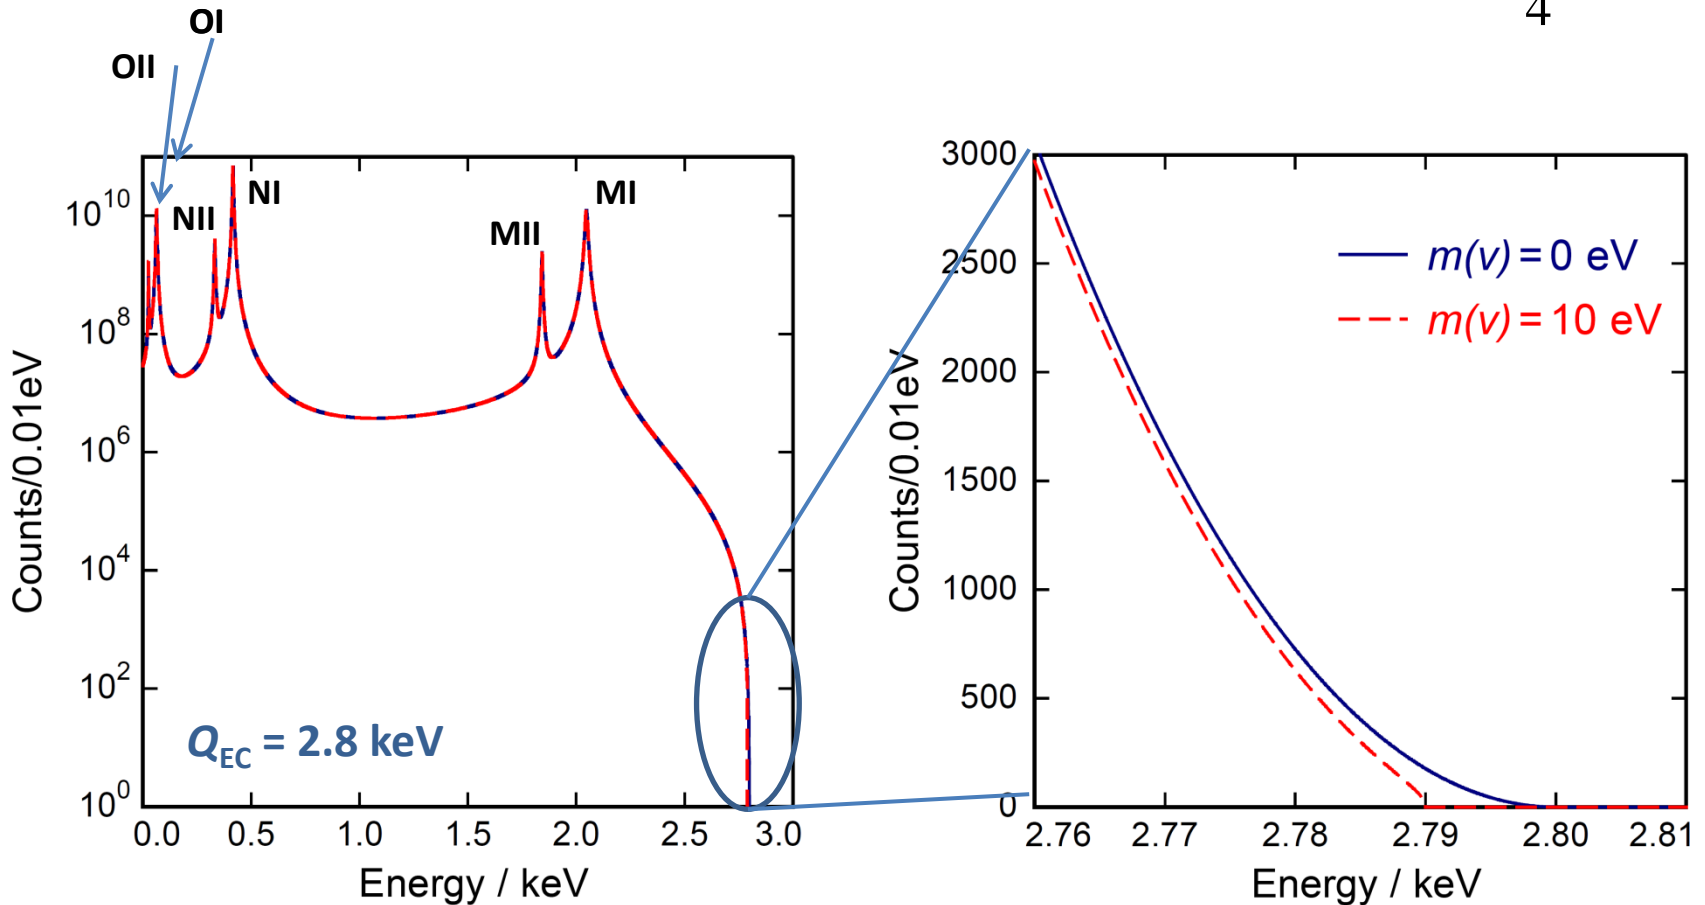 4
OI
OII
NI
NII
MI
MII
10^10
10^8
10^6
10^4
10^2
10^0
Counts/0.01eV
Q_EC = 2.8 keV
0.0 0.5 1.0 1.5 2.0 2.5 3.0
Energy / keV
3000
2500
2000
1500
1000
500
0
Counts/0.01eV
m(ν) = 0 eV
m(ν) = 10 eV
2.76 2.77 2.78 2.79 2.80 2.81
Energy / keV